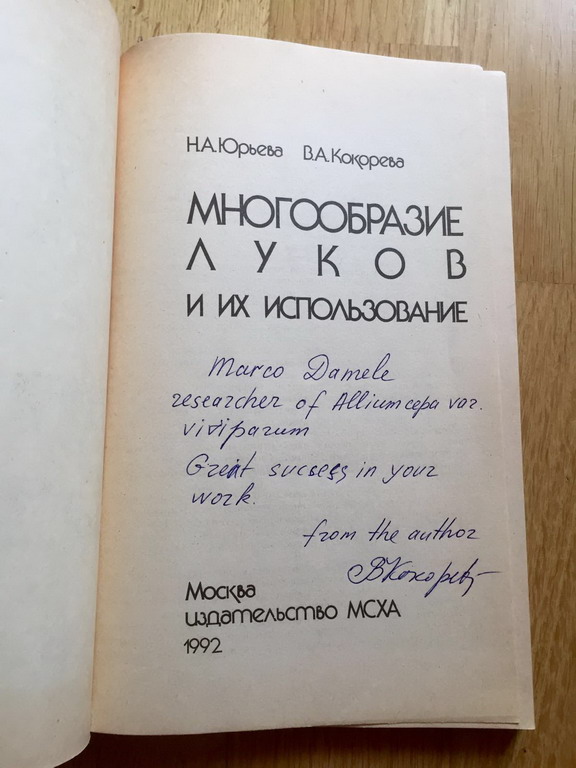 Н.А.Юрьева В.А.Кокорева
МНОГООБРАЗИЕ
ЛУКОВ
И ИХ ИСПОЛЬЗОВАНИЕ
Marco Damele
researcher of Allium cepa var.
viviparum
Great sucsess in your
work.
from the author
ВКокорев
Москва
издательство МСХА
1992